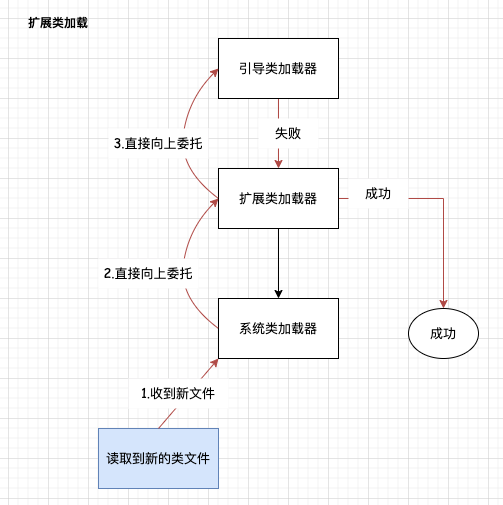 扩展类加载
引导类加载器
失败
3.直接向上委托
扩展类加载器
成功
2.直接向上委托
系统类加载器
成功
1.收到新文件
读取到新的类文件